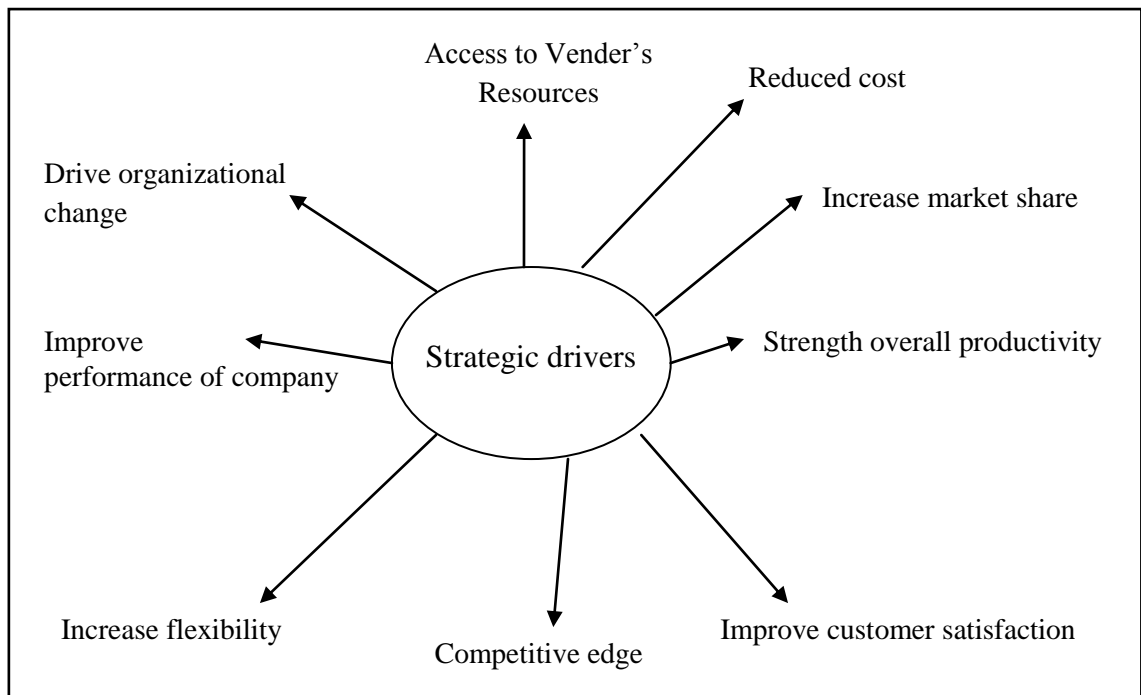 Access to Vender’s
Resources
Reduced cost
Drive organizational
change
Increase market share
Improve
performance of company
Strategic drivers
Strength overall productivity
Increase flexibility
Competitive edge
Improve customer satisfaction